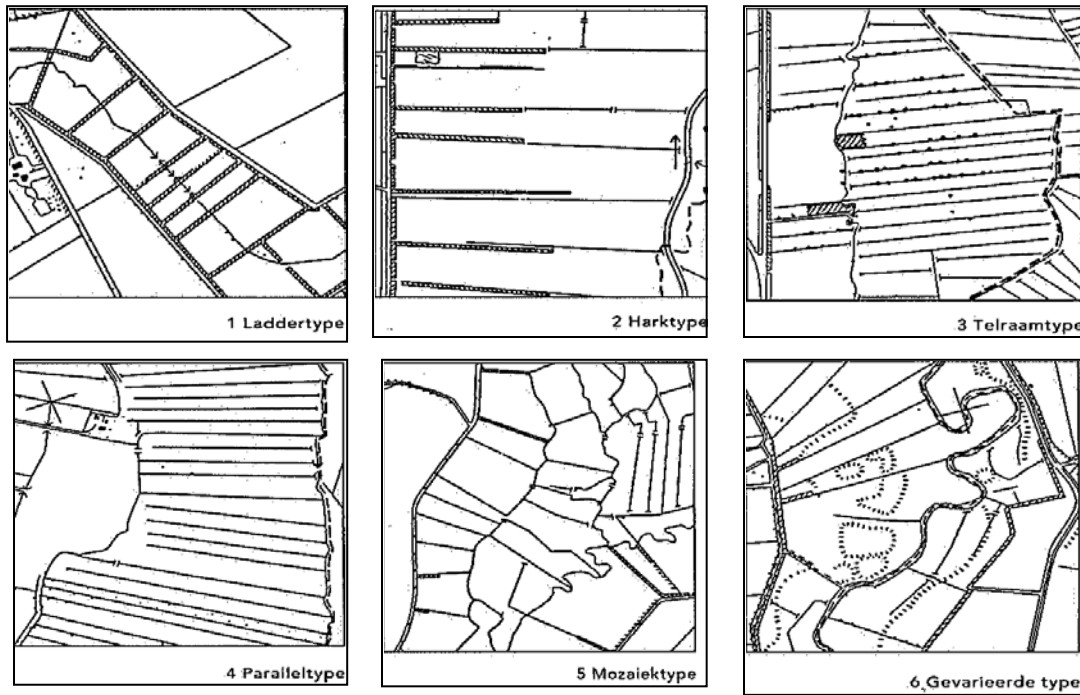 1 Laddertype
2 Harktype
3 Telraamtype
4 Paralleltype
5 Mozaiektype
6 Gevarieerde type